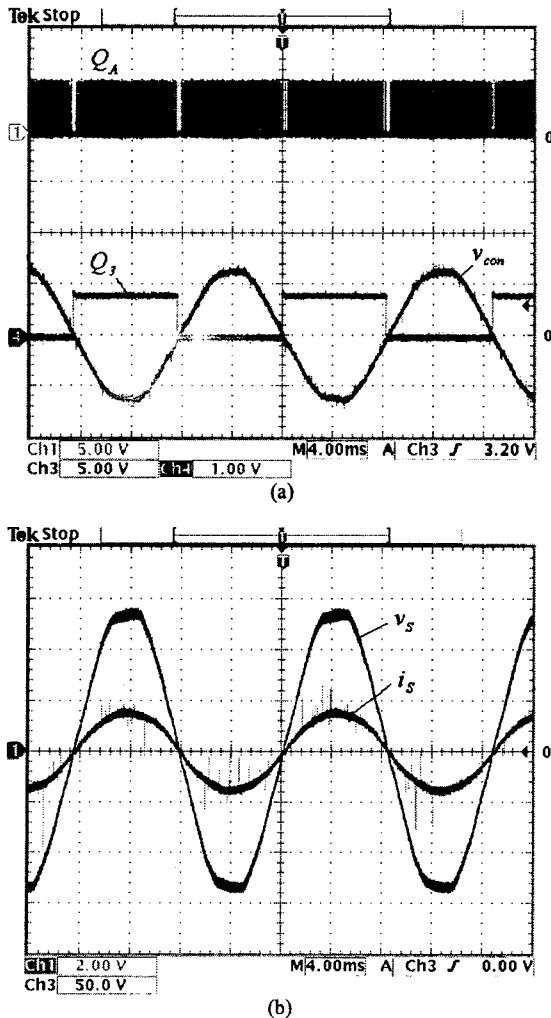 Tek Stop
T
T
Q_A
1
0
Q_3
v_con
0
Ch1 5.00 V M 4.00ms A Ch3 ƒ 3.20 V
Ch3 5.00 V Ch4 1.00 V
(a)
Tek Stop
T
T
v_S
i_S
1
0
Ch1 2.00 V M 4.00ms A Ch3 ƒ 0.00 V
Ch3 50.0 V
(b)